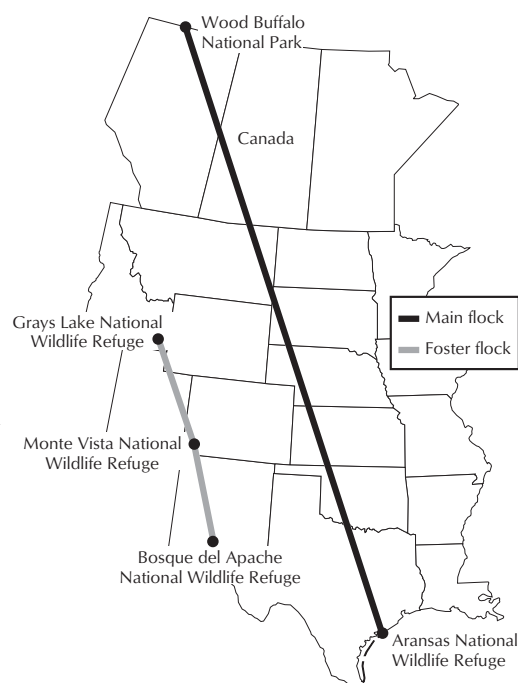 Wood Buffalo
National Park
Canada
Grays Lake National
Wildlife Refuge
Main flock
Foster flock
Monte Vista National
Wildlife Refuge
Bosque del Apache
National Wildlife Refuge
Aransas National
Wildlife Refuge